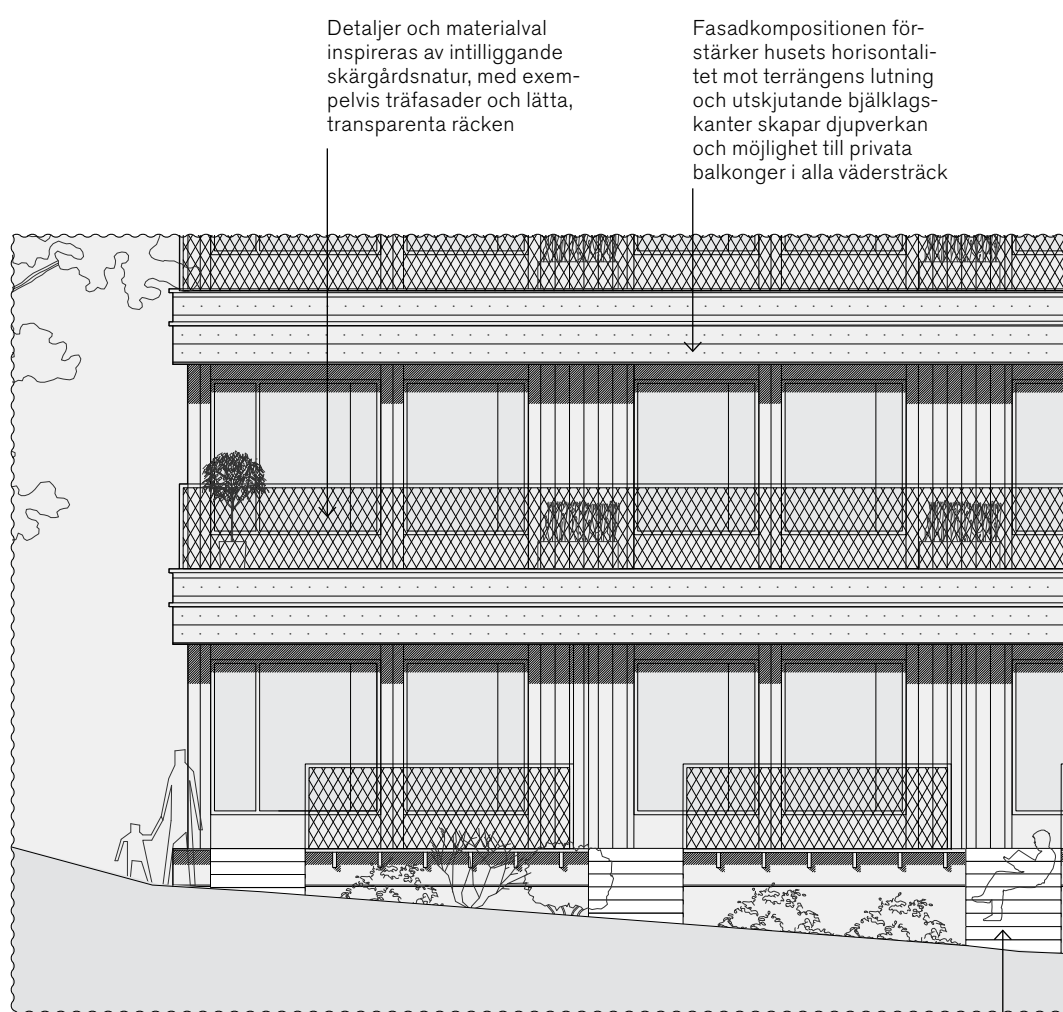 Detaljer och materialval
inspireras av intilliggande
skärgårdsnatur, med exem-
pelvis träfasader och lätta,
transparenta räcken
Fasadkompositionen för-
stärker husets horisontali-
tet mot terrängens lutning
och utskjutande bjälklags-
kanter skapar djupverkan
och möjlighet till privata
balkonger i alla vädersträck